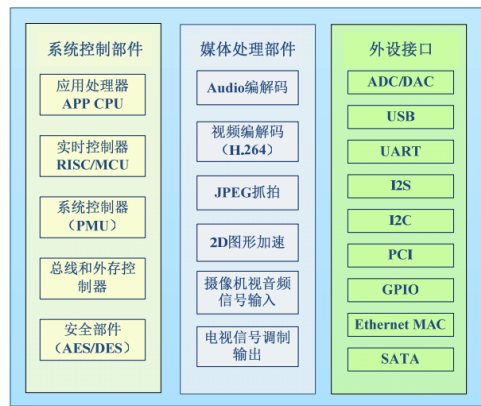 系统控制部件
应用处理器
APP CPU
实时控制器
RISC/MCU
系统控制器
（PMU）
总线和外存控
制器
安全部件
（AES/DES）
媒体处理部件
Audio编解码
视频编解码
（H.264）
JPEG抓拍
2D图形加速
摄像机视音频
信号输入
电视信号调制
输出
外设接口
ADC/DAC
USB
UART
I2S
I2C
PCI
GPIO
Ethernet MAC
SATA